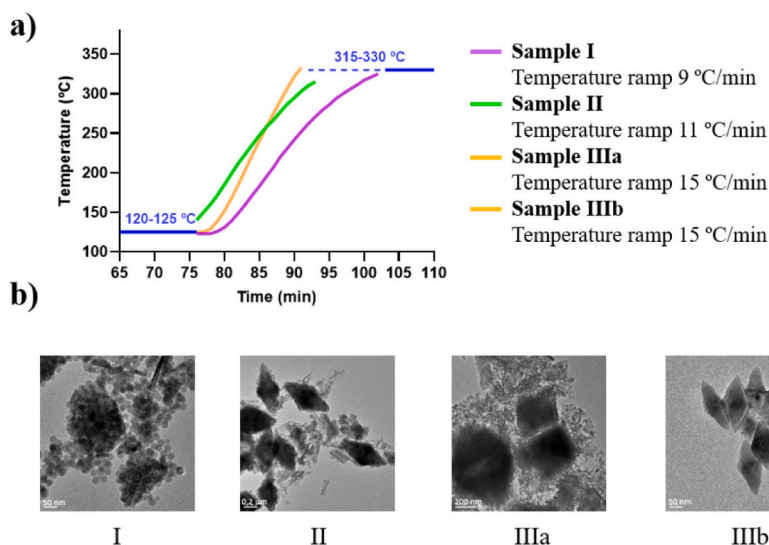 a)
350
300
250
200
150
100
Temperature (ºC)
315-330 ºC
120-125 ºC
65 70 75 80 85 90 95 100 105 110
Time (min)
Sample I
Temperature ramp 9 ºC/min
Sample II
Temperature ramp 11 ºC/min
Sample IIIa
Temperature ramp 15 ºC/min
Sample IIIb
Temperature ramp 15 ºC/min
b)
50 nm
0,2 µm
200 nm
50 nm
I
II
IIIa
IIIb